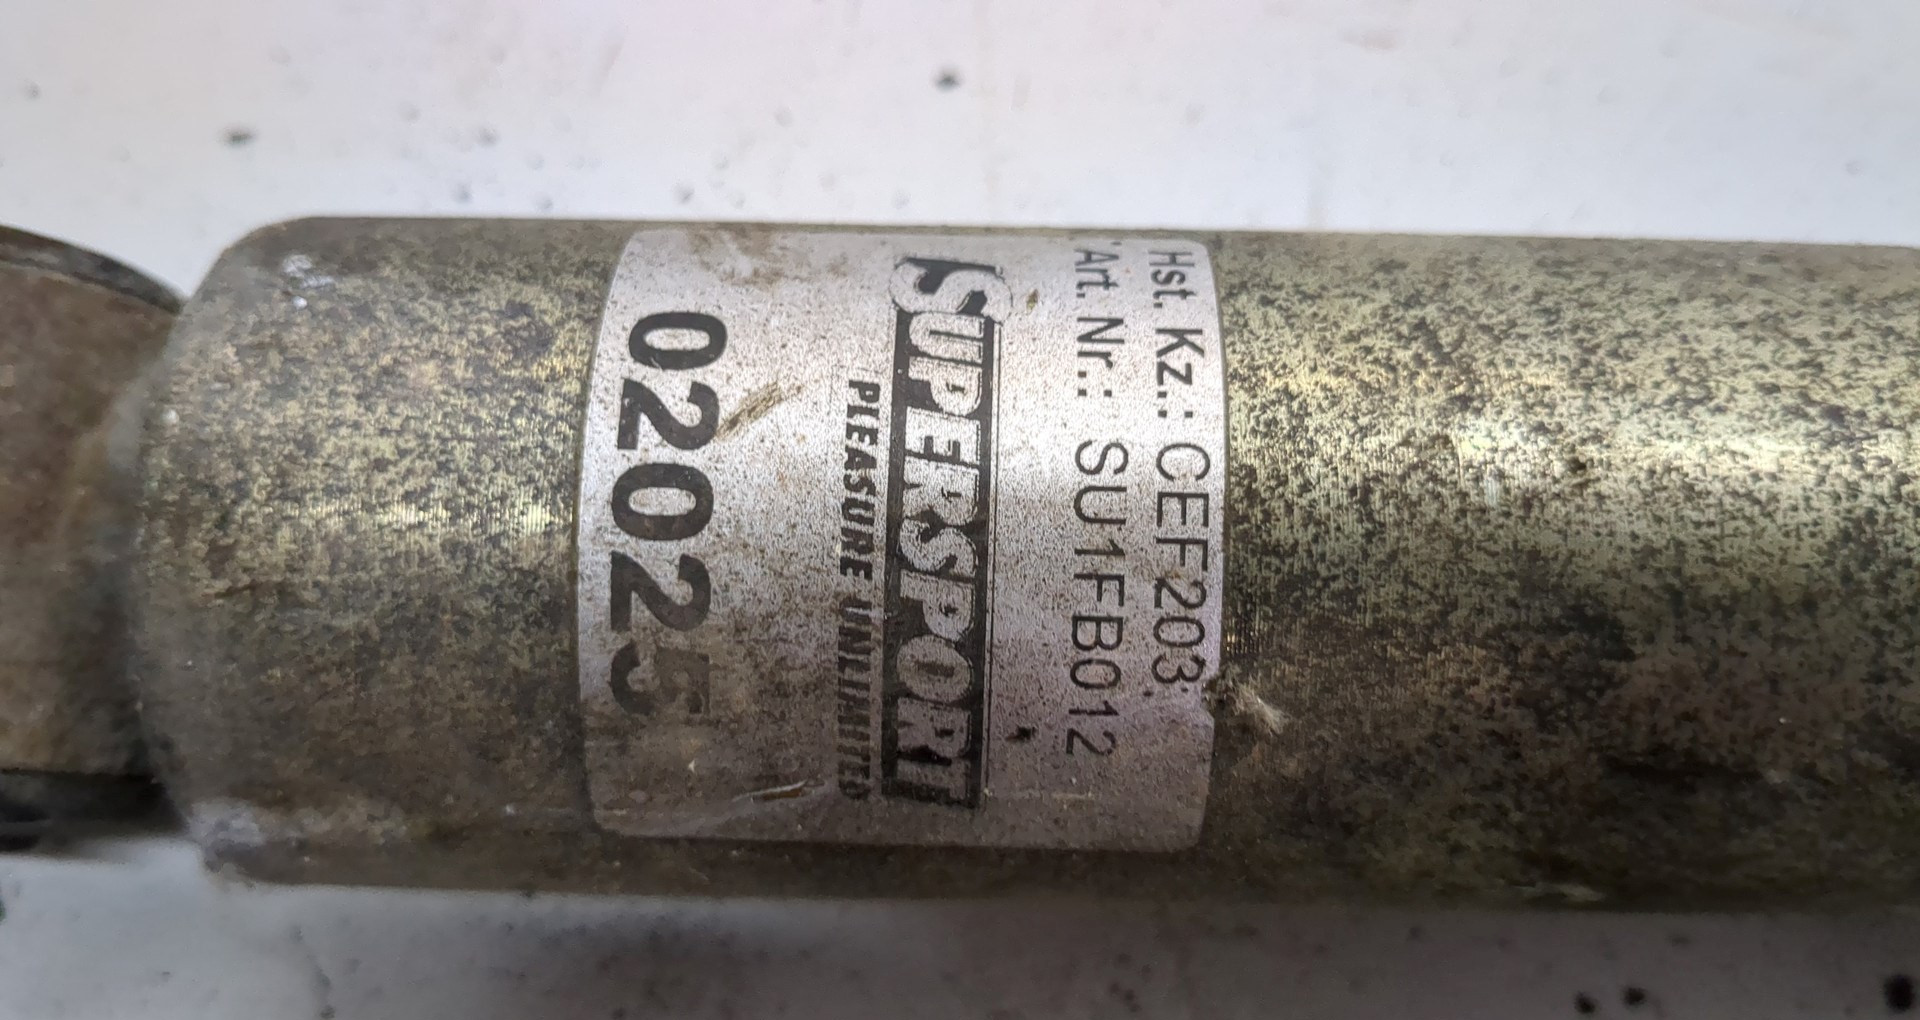 Hst. Kz.: CEF203
Art. Nr.: SU1FB012
SUPERSPORT
PLEASURE UNLIMITED
02025